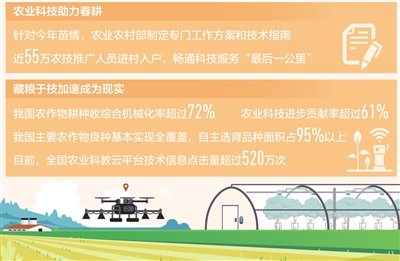 农业科技助力春耕
针对今年苗情，农业农村部制定专门工作方案和技术指南
近55万农技推广人员进村入户，畅通科技服务“最后一公里”
藏粮于技加速成为现实
我国农作物耕种收综合机械化率超过72% 农业科技进步贡献率超过61%
我国主要农作物良种基本实现全覆盖，自主选育品种面积占95%以上
目前，全国农业科教云平台技术信息点击量超过520万次